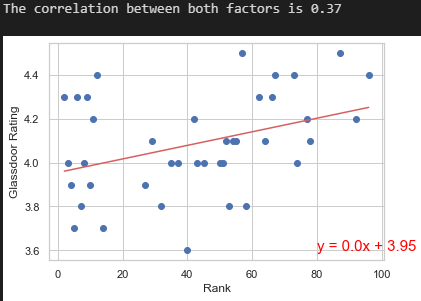 The correlation between both factors is 0.37
4.4
4.2
4.0
3.8
3.6
Glassdoor Rating
0
20
40
60
80
100
Rank
y = 0.0x + 3.95